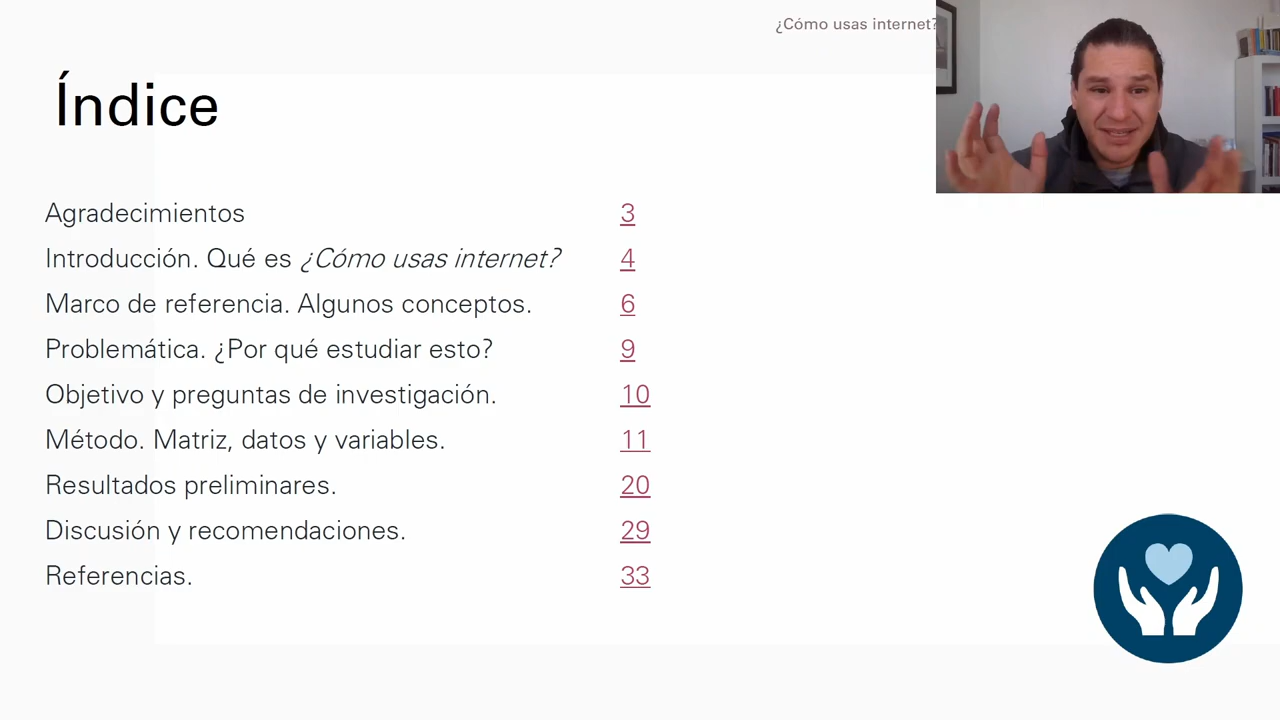 ¿Cómo usas internet?
Índice
Agradecimientos 3
Introducción. Qué es ¿Cómo usas internet? 4
Marco de referencia. Algunos conceptos. 6
Problemática. ¿Por qué estudiar esto? 9
Objetivo y preguntas de investigación. 10
Método. Matriz, datos y variables. 11
Resultados preliminares. 20
Discusión y recomendaciones. 29
Referencias. 33